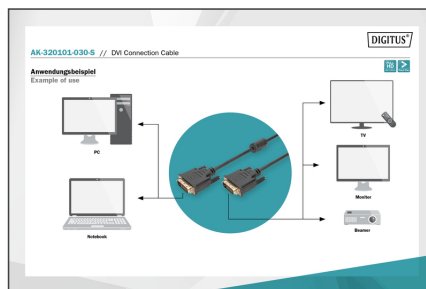 DIGITUS®
AK-320101-030-S // DVI Connection Cable
Anwendungsbeispiel
Example of use
PC
TV
Monitor
Notebook
Beamer